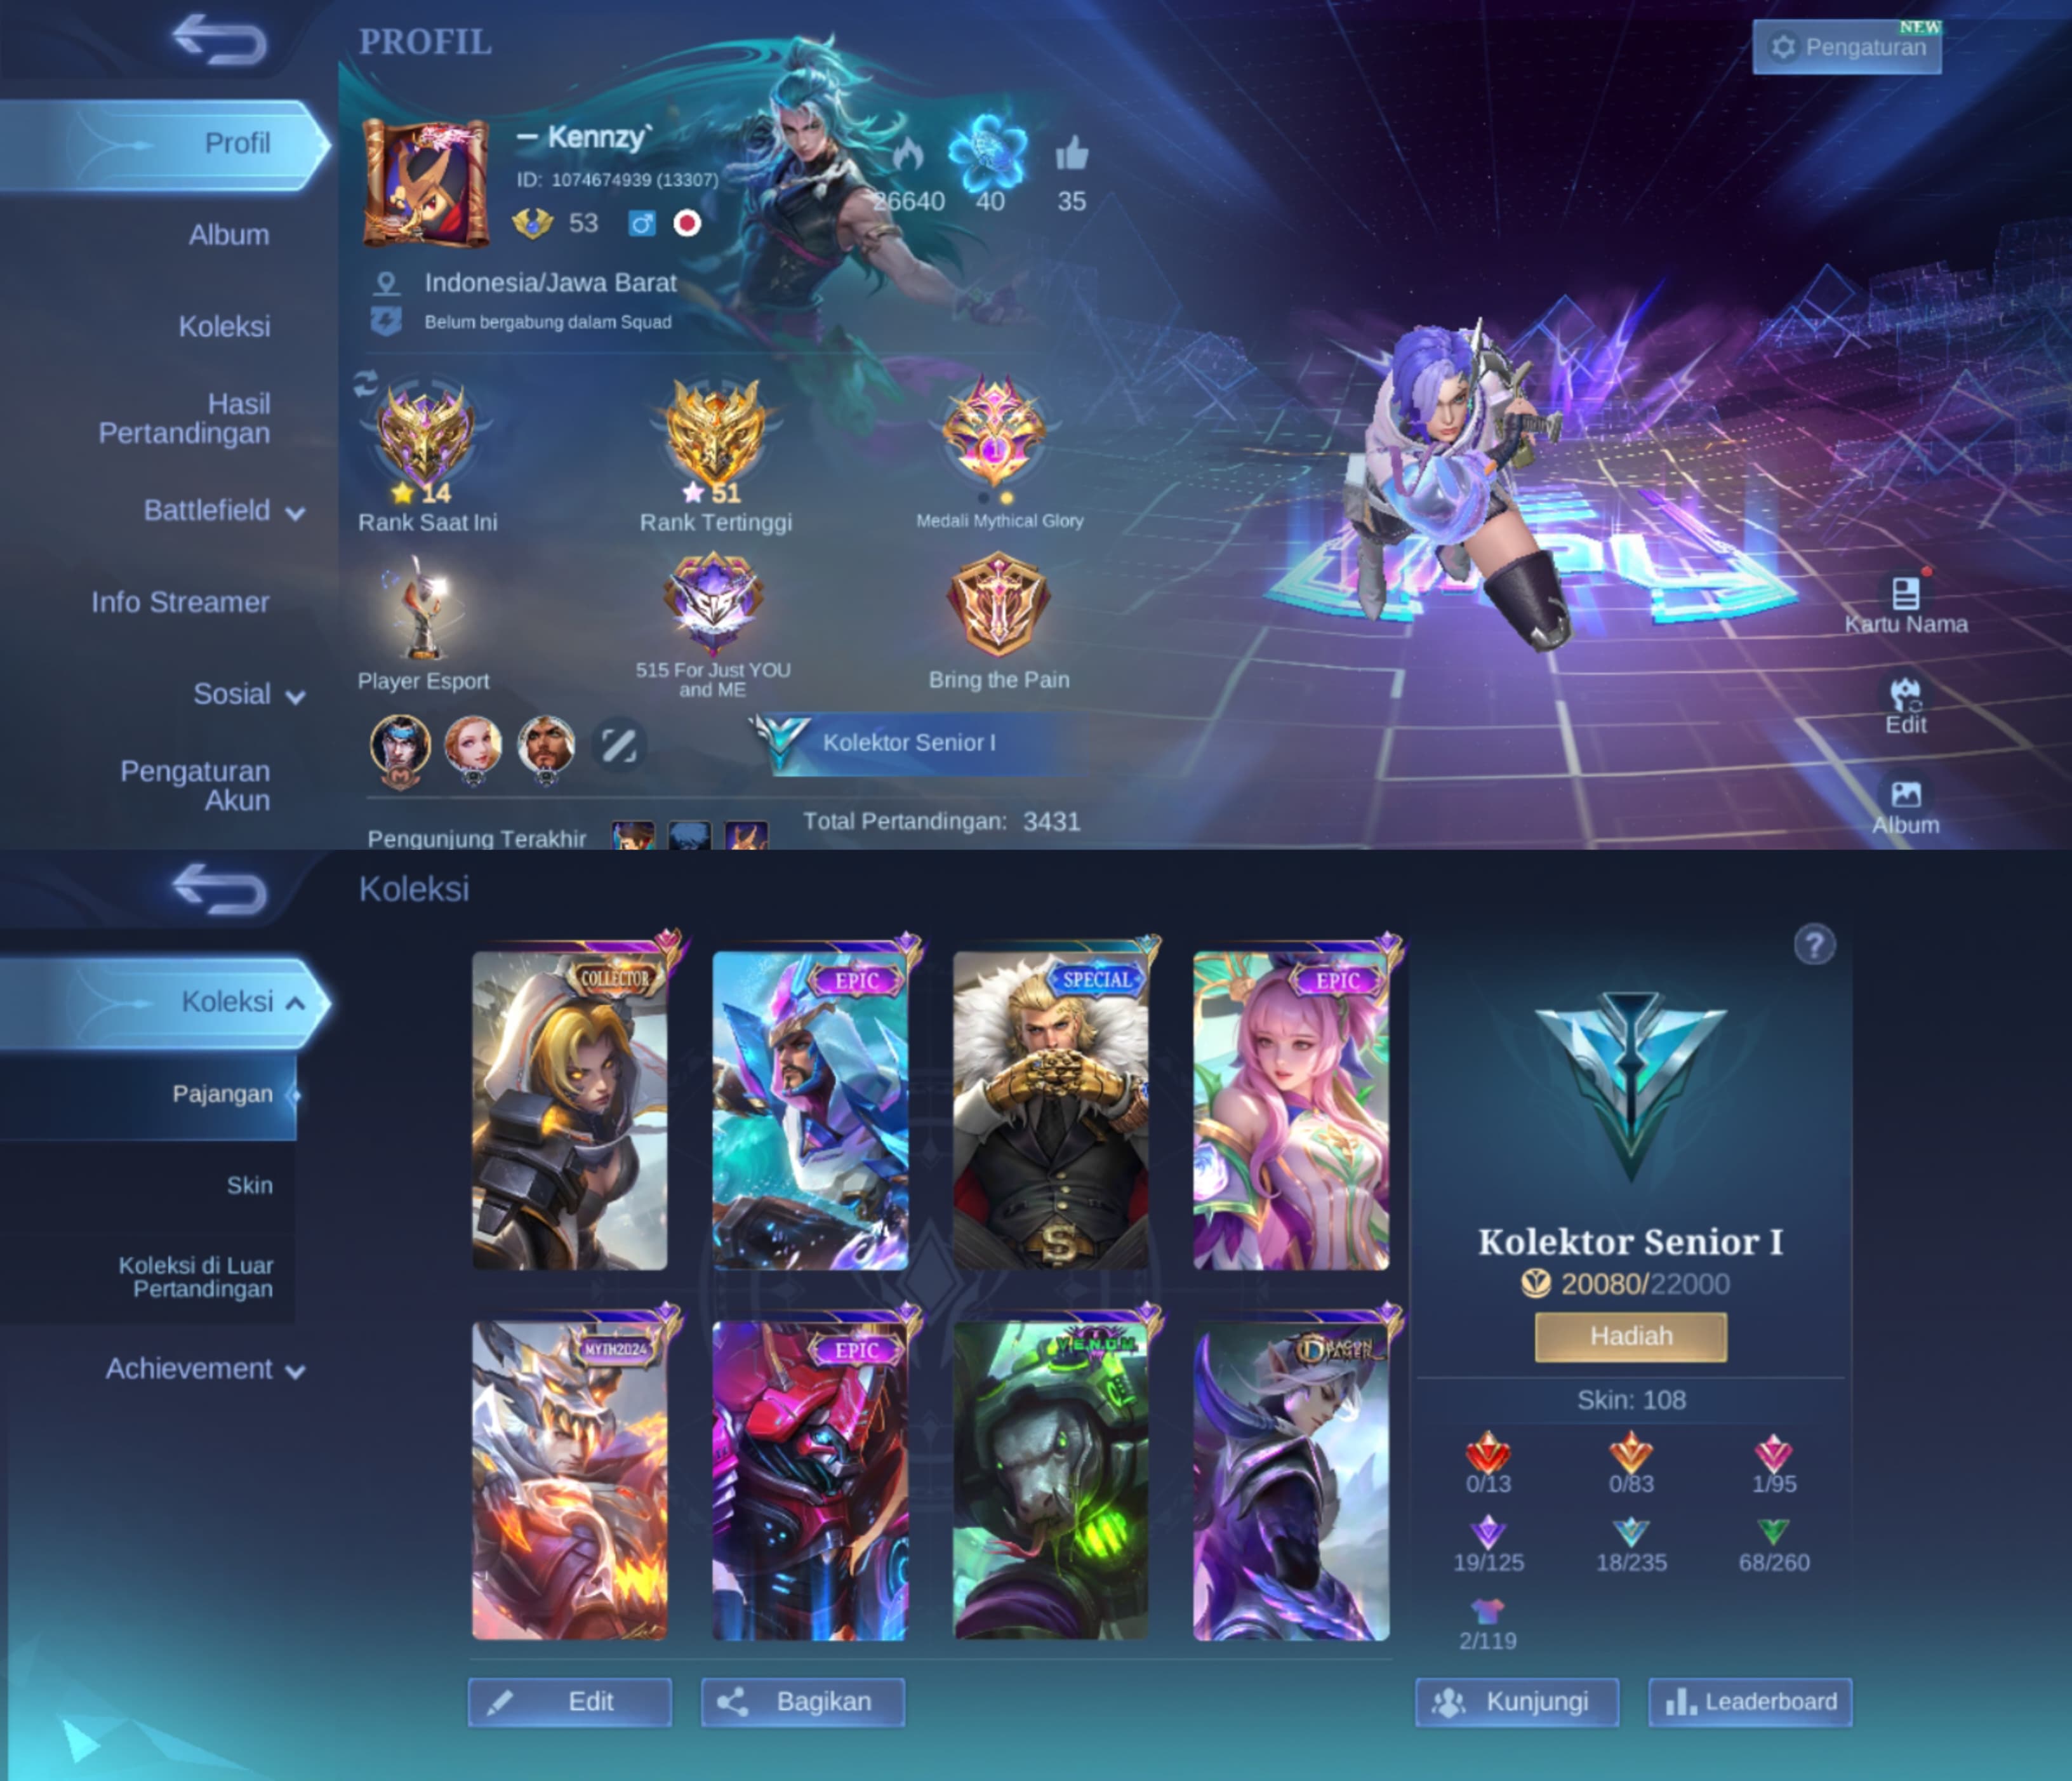 PROFIL
NEW
Pengaturan
Profil
— Kennzy`
ID: 1074674939 (13307)
53
26640
40
35
Album
Indonesia/Jawa Barat
Belum bergabung dalam Squad
Koleksi
Hasil
Pertandingan
14
Rank Saat Ini
51
Rank Tertinggi
1
Medali Mythical Glory
Battlefield
Info Streamer
Player Esport
515
515 For Just YOU
and ME
Bring the Pain
Kartu Nama
Sosial
Edit
Kolektor Senior I
Pengaturan
Akun
Pengunjung Terakhir
Total Pertandingan: 3431
Album
Koleksi
Koleksi
Pajangan
Skin
Koleksi di Luar
Pertandingan
Achievement
COLLECTOR
EPIC
SPECIAL
EPIC
S
MYTH2024
EPIC
V.E.N.O.M
DRAGON
TAMER
?
Kolektor Senior I
20080/22000
Hadiah
Skin: 108
0/13
0/83
1/95
19/125
18/235
68/260
2/119
Edit
Bagikan
Kunjungi
Leaderboard